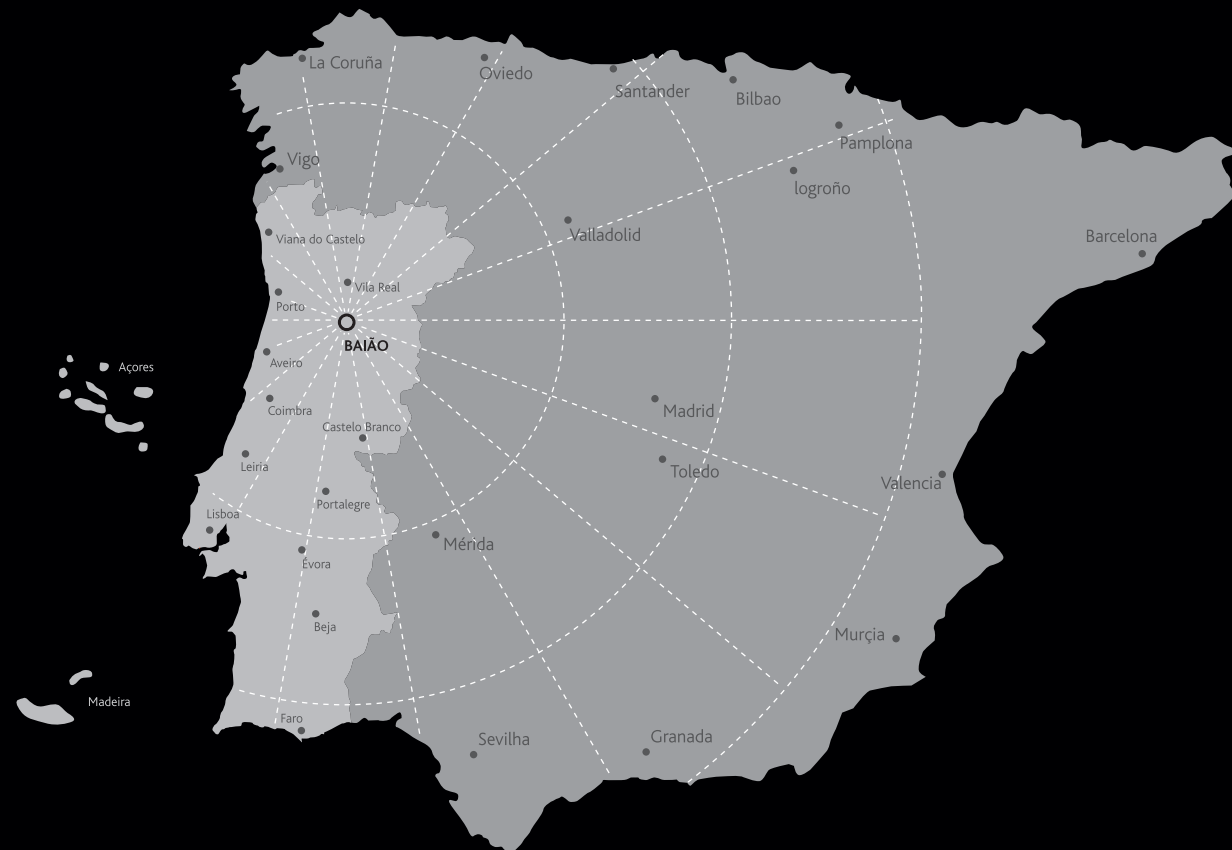 La Coruña
Oviedo
Santander
Bilbao
Pamplona
Vigo
logroño
Viana do Castelo
Valladolid
Barcelona
Vila Real
Porto
BAIÃO
Aveiro
Açores
Coimbra
Madrid
Castelo Branco
Leiria
Toledo
Valencia
Portalegre
Lisboa
Mérida
Évora
Beja
Murçia
Madeira
Faro
Sevilha
Granada